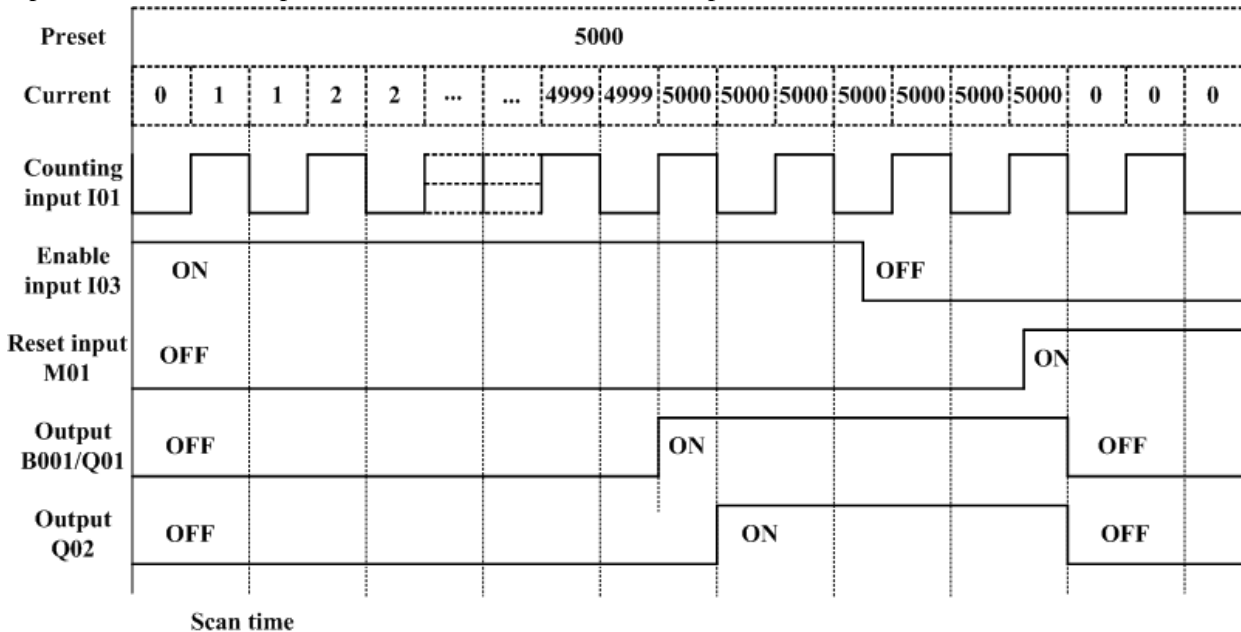 Preset 5000
Current 0 1 1 2 2 ... ... 4999 4999 5000 5000 5000 5000 5000 5000 5000 0 0 0
Counting
input I01
Enable
input I03
ON OFF
Reset input
M01
OFF ON
Output
B001/Q01
OFF ON OFF
Output
Q02
OFF ON OFF
Scan time